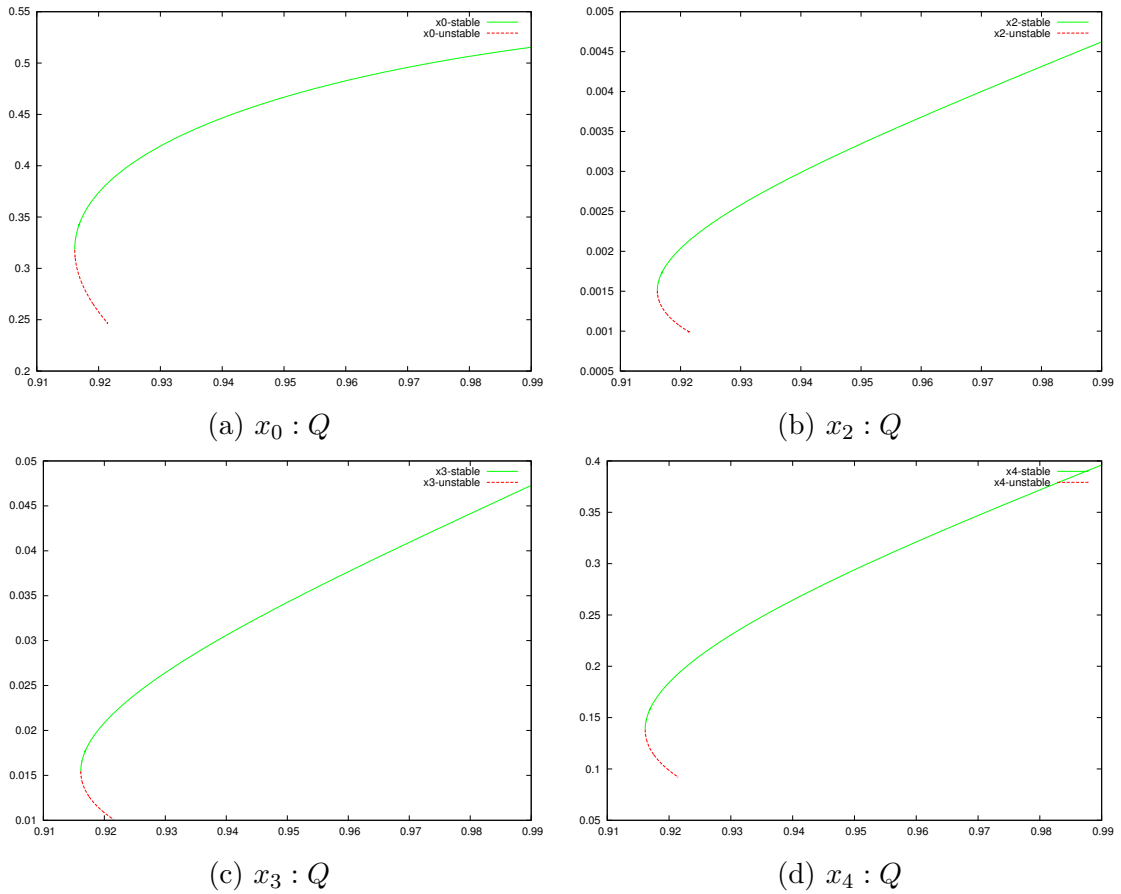 0.55
x0-stable
x0-unstable
0.5
0.45
0.4
0.35
0.3
0.25
0.2
0.91 0.92 0.93 0.94 0.95 0.96 0.97 0.98 0.99
(a) x₀ : Q
0.005
x2-stable
x2-unstable
0.0045
0.004
0.0035
0.003
0.0025
0.002
0.0015
0.001
0.0005
0.91 0.92 0.93 0.94 0.95 0.96 0.97 0.98 0.99
(b) x₂ : Q
0.05
x3-stable
x3-unstable
0.045
0.04
0.035
0.03
0.025
0.02
0.015
0.01
0.91 0.92 0.93 0.94 0.95 0.96 0.97 0.98 0.99
(c) x₃ : Q
0.4
x4-stable
x4-unstable
0.35
0.3
0.25
0.2
0.15
0.1
0.05
0.91 0.92 0.93 0.94 0.95 0.96 0.97 0.98 0.99
(d) x₄ : Q